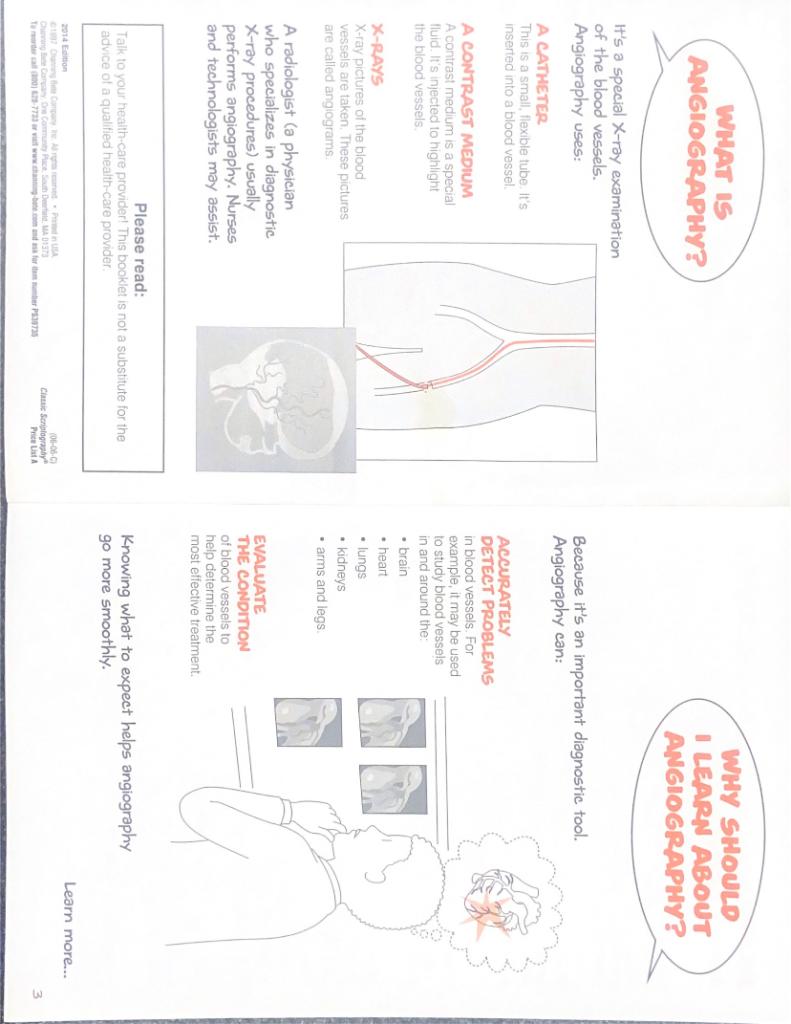 WHAT IS
ANGIOGRAPHY?
It's a special X-ray examination
of the blood vessels.
Angiography uses:
A CATHETER
This is a small, flexible tube. It's
inserted into a blood vessel.
A CONTRAST MEDIUM
A contrast medium is a special
fluid. It's injected to highlight
the blood vessels.
X-RAYS
X-ray pictures of the blood
vessels are taken. These pictures
are called angiograms.
A radiologist (a physician
who specializes in diagnostic
X-ray procedures) usually
performs angiography. Nurses
and technologists may assist.
Please read:
Talk to your health-care provider! This booklet is not a substitute for the
advice of a qualified health-care provider.
2014 Edition
©1997 Channing Bete Company, Inc. All rights reserved. • Printed in USA
Channing Bete Company, One Community Place, South Deerfield, MA 01373
To reorder call (800) 628-7733 or visit www.channing-bete.com and ask for item number PS39735
(06-06-C)
Classic Scriptography®
Price List A
WHY SHOULD
I LEARN ABOUT
ANGIOGRAPHY?
Because it's an important diagnostic tool.
Angiography can:
ACCURATELY
DETECT PROBLEMS
in blood vessels. For
example, it may be used
to study blood vessels
in and around the:
• brain
• heart
• lungs
• kidneys
• arms and legs.
EVALUATE
THE CONDITION
of blood vessels to
help determine the
most effective treatment.
Knowing what to expect helps angiography
go more smoothly.
Learn more...
3